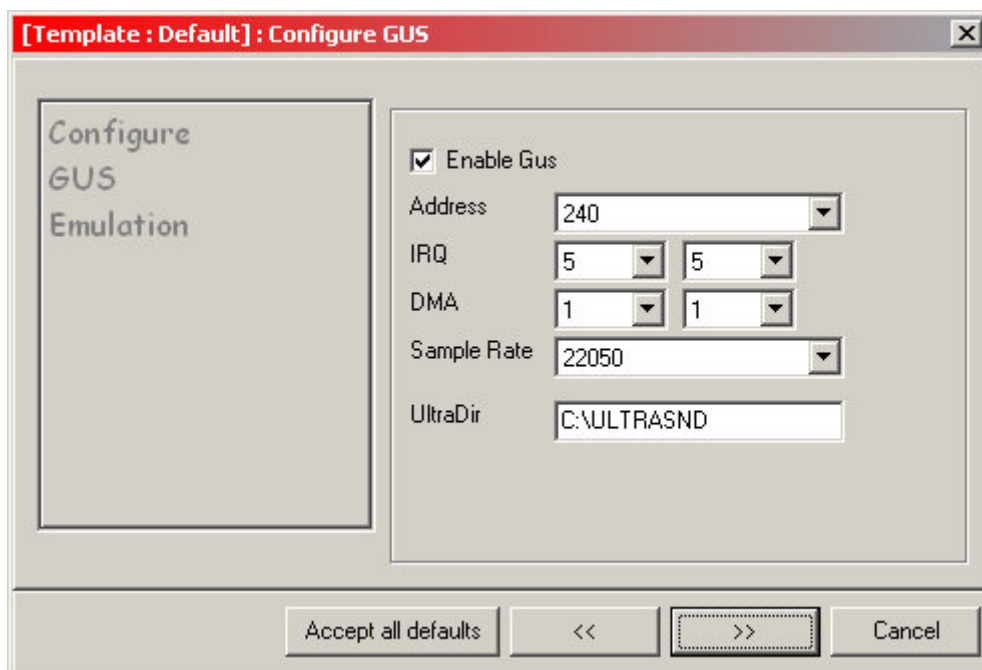 [Template : Default] : Configure GUS
Configure
GUS
Emulation
Enable Gus
Address 240
IRQ 5 5
DMA 1 1
Sample Rate 22050
UltraDir C:\ULTRASND
Accept all defaults << >> Cancel